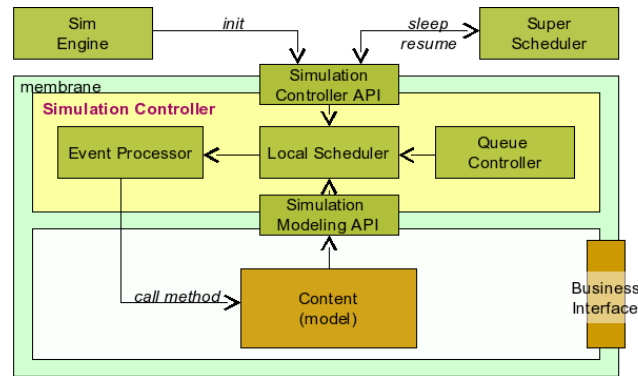 Sim
Engine
init
sleep
resume
Super
Scheduler
membrane
Simulation
Controller API
Simulation Controller
Event Processor
Local Scheduler
Queue
Controller
Simulation
Modeling API
call method
Content
(model)
Business
Interface